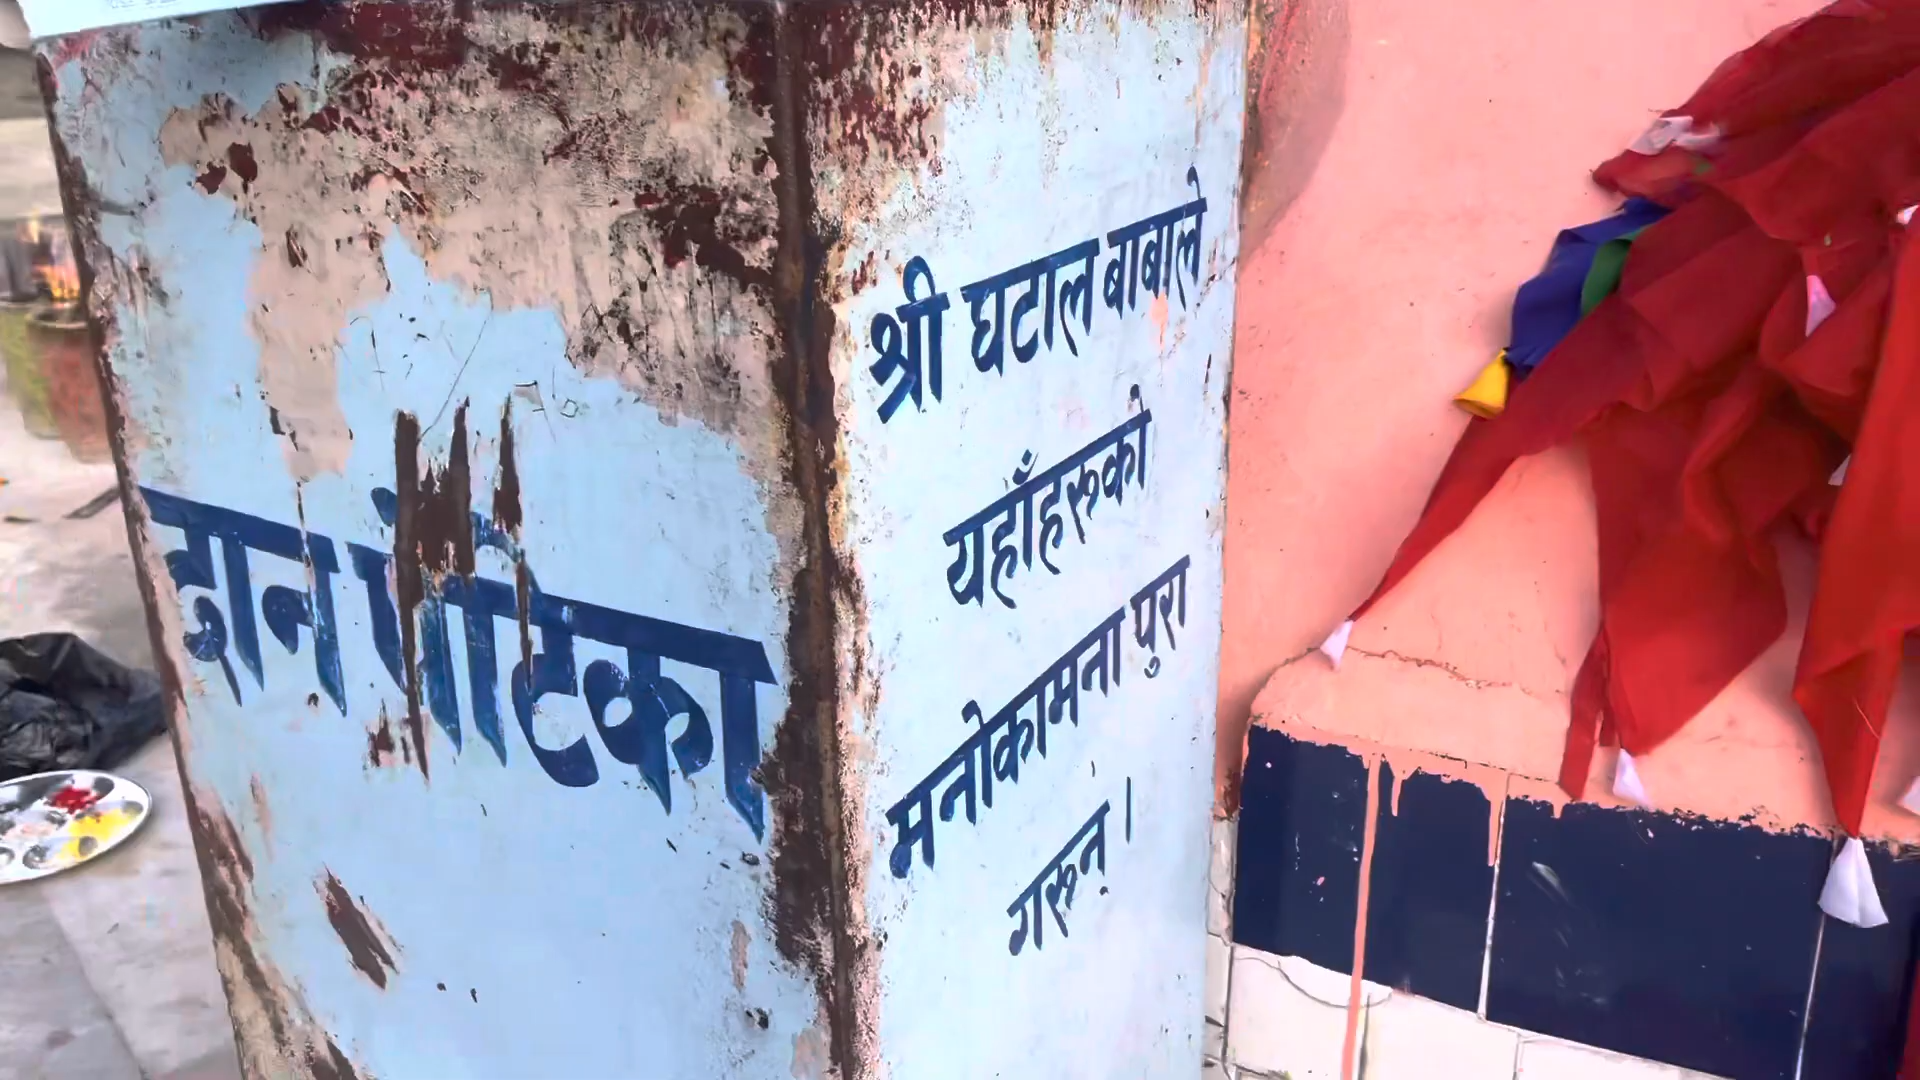 दान पेटिका
श्री घटाल बाबाले
यहाँहरुको
मनोकामना पुरा
गरून् ।